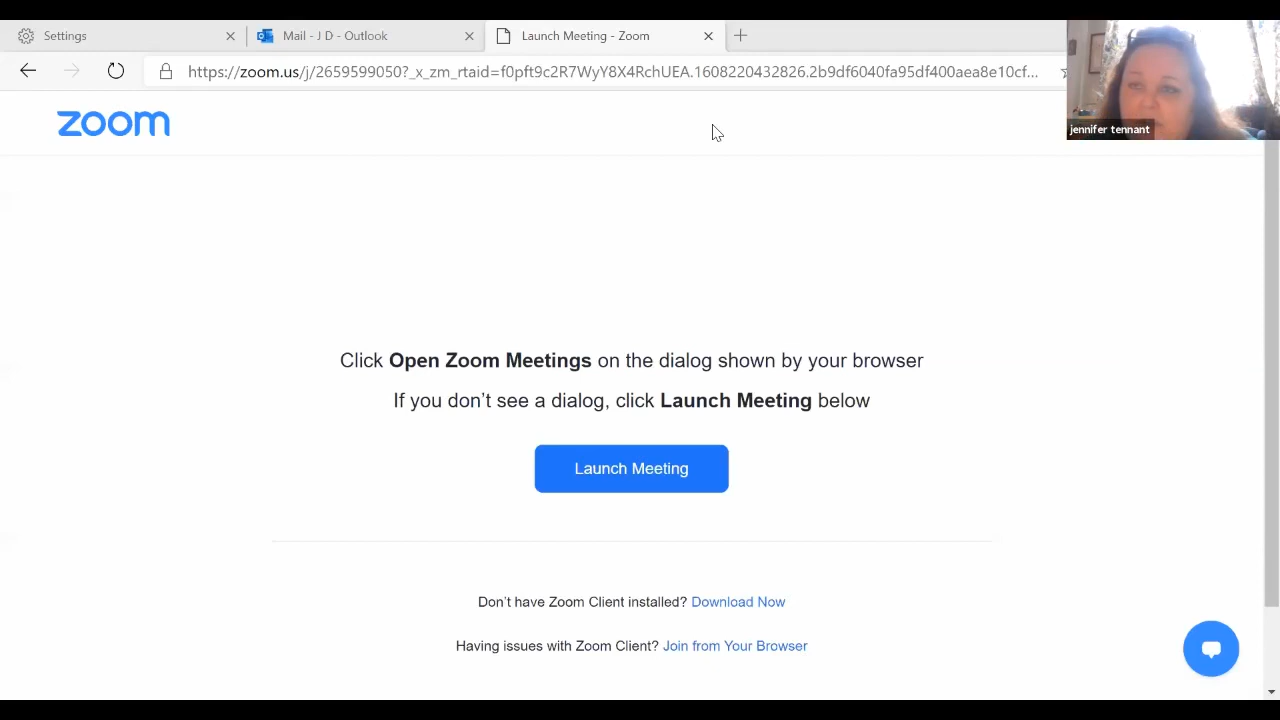 Settings
Mail - J D - Outlook
Launch Meeting - Zoom
https://zoom.us/j/2659599050?_x_zm_rtaid=f0pft9c2R7WyY8X4RchUEA.1608220432826.2b9df6040fa95df400aea8e10cf...
zoom
jennifer tennant
Click Open Zoom Meetings on the dialog shown by your browser
If you don’t see a dialog, click Launch Meeting below
Launch Meeting
Don’t have Zoom Client installed? Download Now
Having issues with Zoom Client? Join from Your Browser